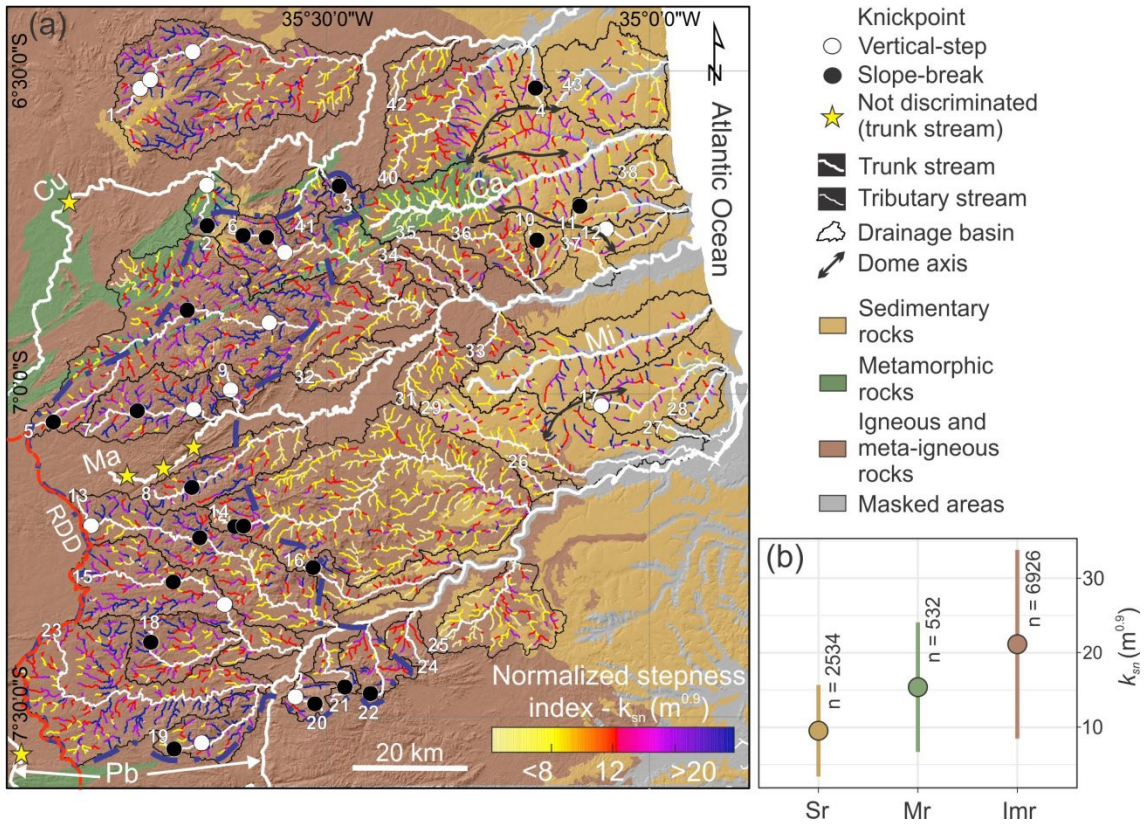 (a)
35°30'0"W
35°00'0"W
6°30'0"S
7°0'0"S
7°30'0"S
N
Atlantic Ocean
1
42
4
43
Cu
2
6
3
41
40
Ca
38
10
11
12
35
36
37
34
33
32
9
5
7
Ma
8
31
29
Mi
17
28
27
26
13
RDD
14
15
16
18
23
25
24
20
21
22
19
Pb
20 km
Normalized stepness
index - ksn (m^0.9)
<8 12 >20
Knickpoint
Vertical-step
Slope-break
Not discriminated
(trunk stream)
Trunk stream
Tributary stream
Drainage basin
Dome axis
Sedimentary
rocks
Metamorphic
rocks
Igneous and
meta-igneous
rocks
Masked areas
(b)
n = 2534
n = 532
n = 6926
30
20
10
ksn (m^0.9)
Sr Mr Imr